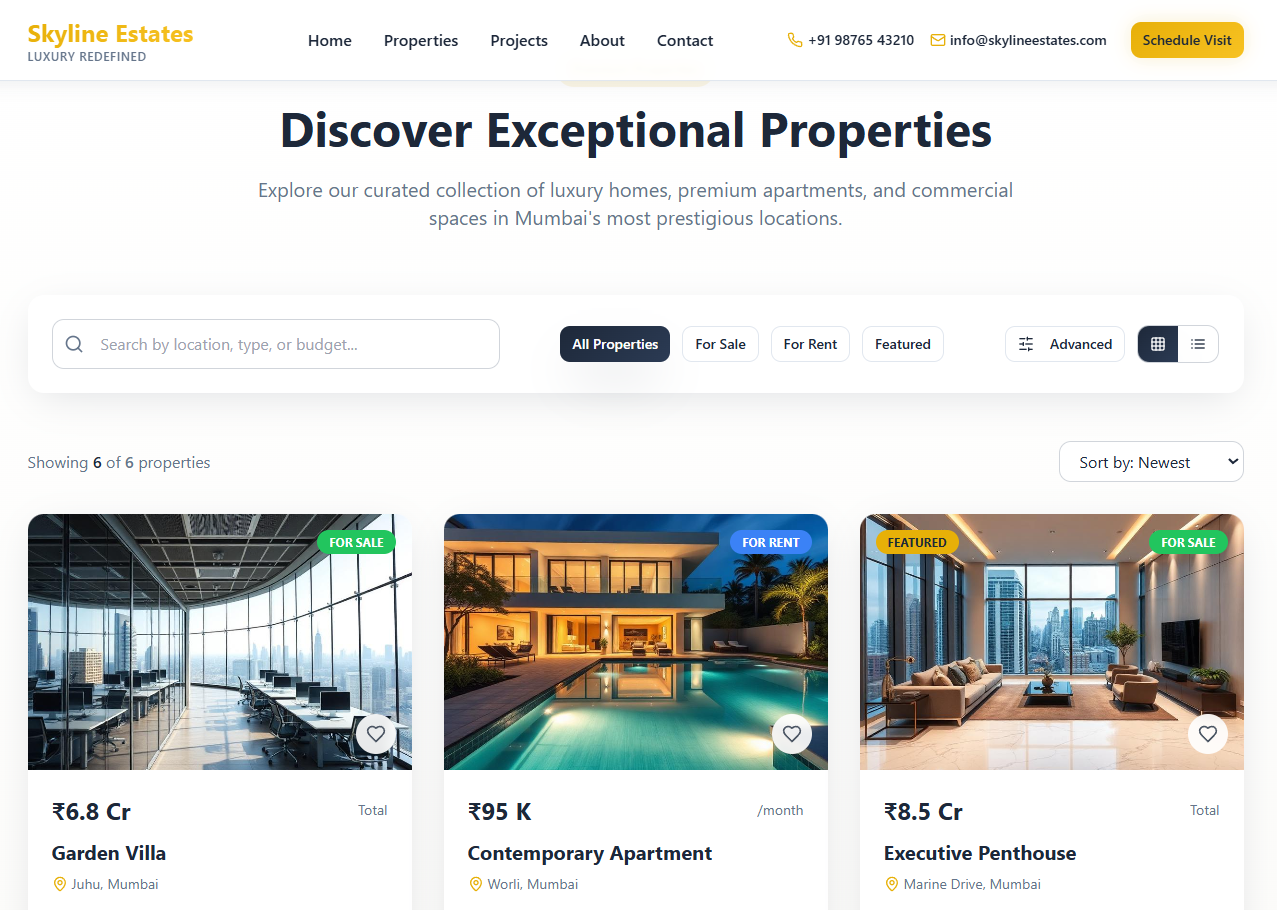 Skyline Estates
LUXURY REDEFINED
Home
Properties
Projects
About
Contact
+91 98765 43210
info@skylineestates.com
Schedule Visit
Discover Exceptional Properties
Explore our curated collection of luxury homes, premium apartments, and commercial
spaces in Mumbai's most prestigious locations.
Search by location, type, or budget...
All Properties
For Sale
For Rent
Featured
Advanced
Showing 6 of 6 properties
Sort by: Newest
FOR SALE
FOR RENT
FEATURED
FOR SALE
₹6.8 Cr
Total
Garden Villa
Juhu, Mumbai
₹95 K
/month
Contemporary Apartment
Worli, Mumbai
₹8.5 Cr
Total
Executive Penthouse
Marine Drive, Mumbai